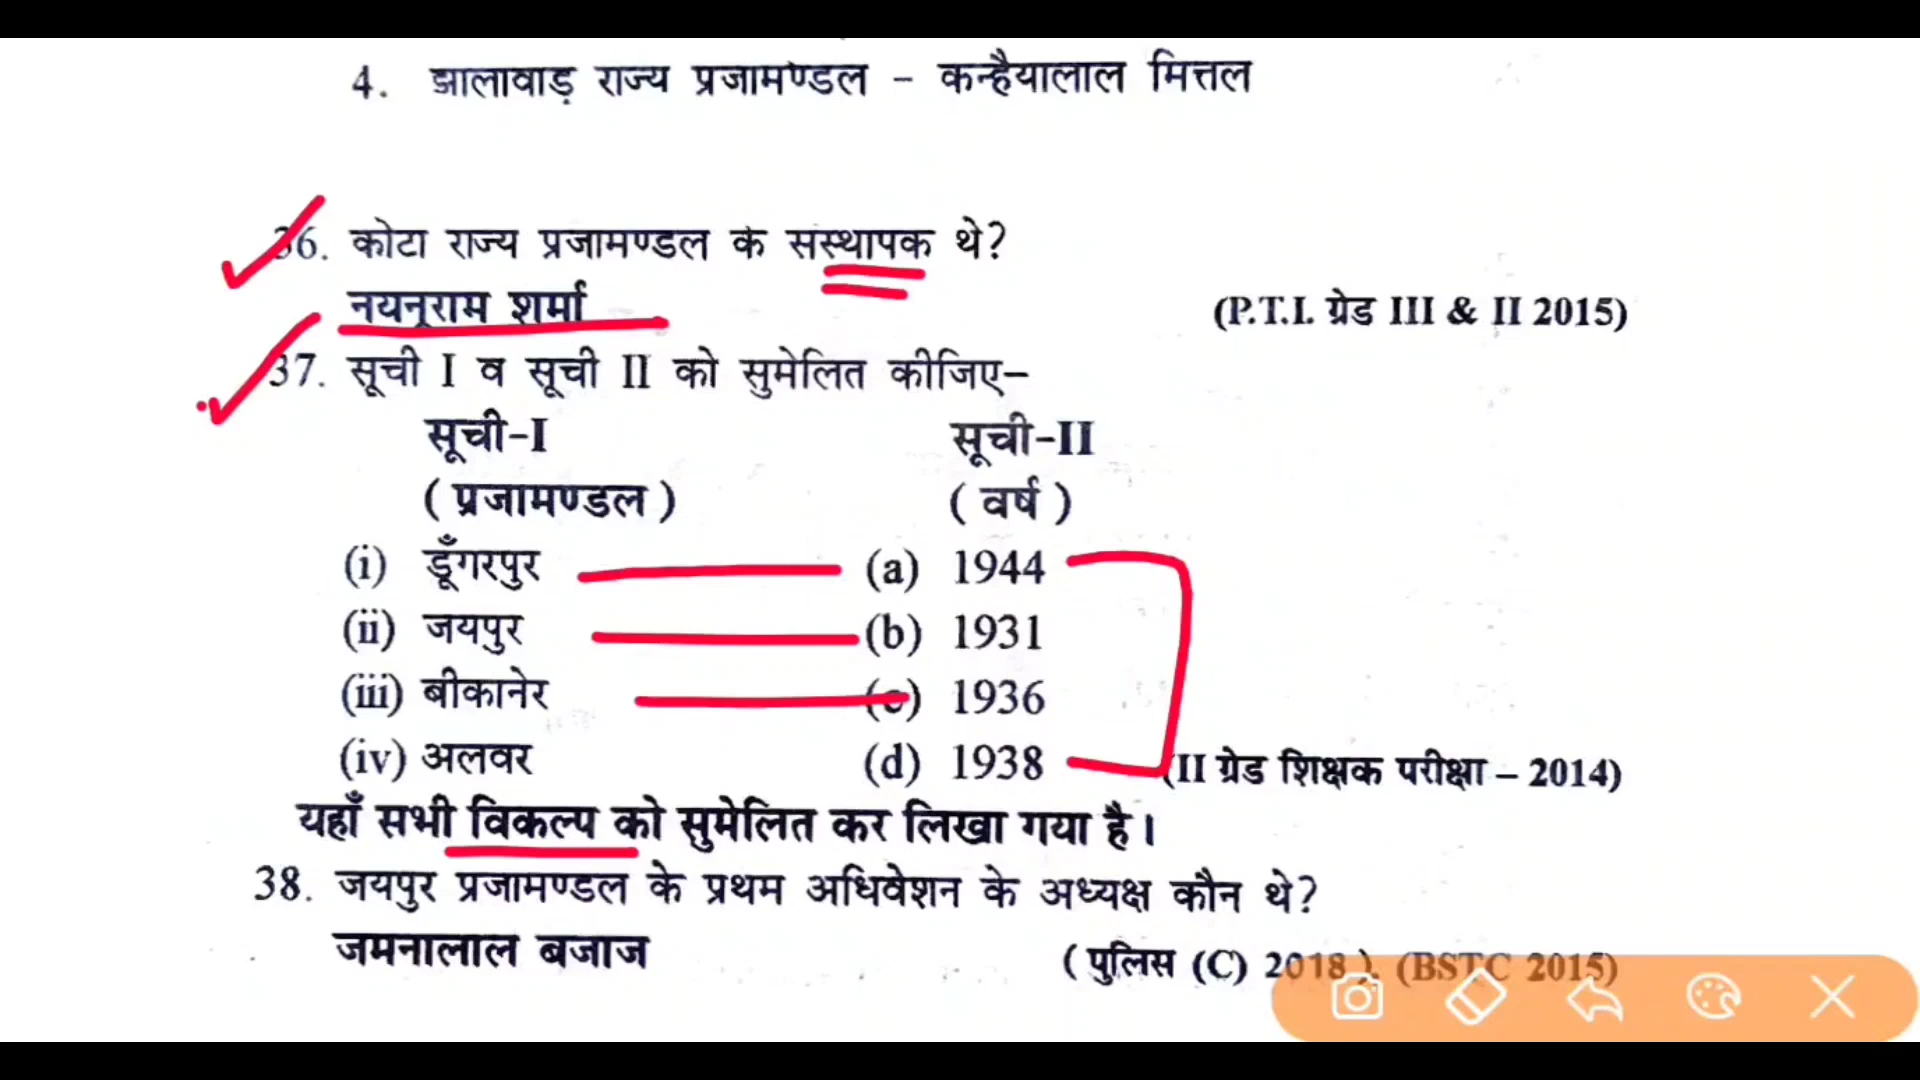 4. झालावाड़ राज्य प्रजामण्डल - कन्हैयालाल मित्तल
36. कोटा राज्य प्रजामण्डल के संस्थापक थे?
नयनूराम शर्मा (P.T.I. ग्रेड III & II 2015)
37. सूची I व सूची II को सुमेलित कीजिए-
सूची-I सूची-II
( प्रजामण्डल ) ( वर्ष )
(i) डूँगरपुर (a) 1944
(ii) जयपुर (b) 1931
(iii) बीकानेर (c) 1936
(iv) अलवर (d) 1938 (II ग्रेड शिक्षक परीक्षा – 2014)
यहाँ सभी विकल्प को सुमेलित कर लिखा गया है।
38. जयपुर प्रजामण्डल के प्रथम अधिवेशन के अध्यक्ष कौन थे?
जमनालाल बजाज ( पुलिस (C) 2018 ), (BSTC 2015)